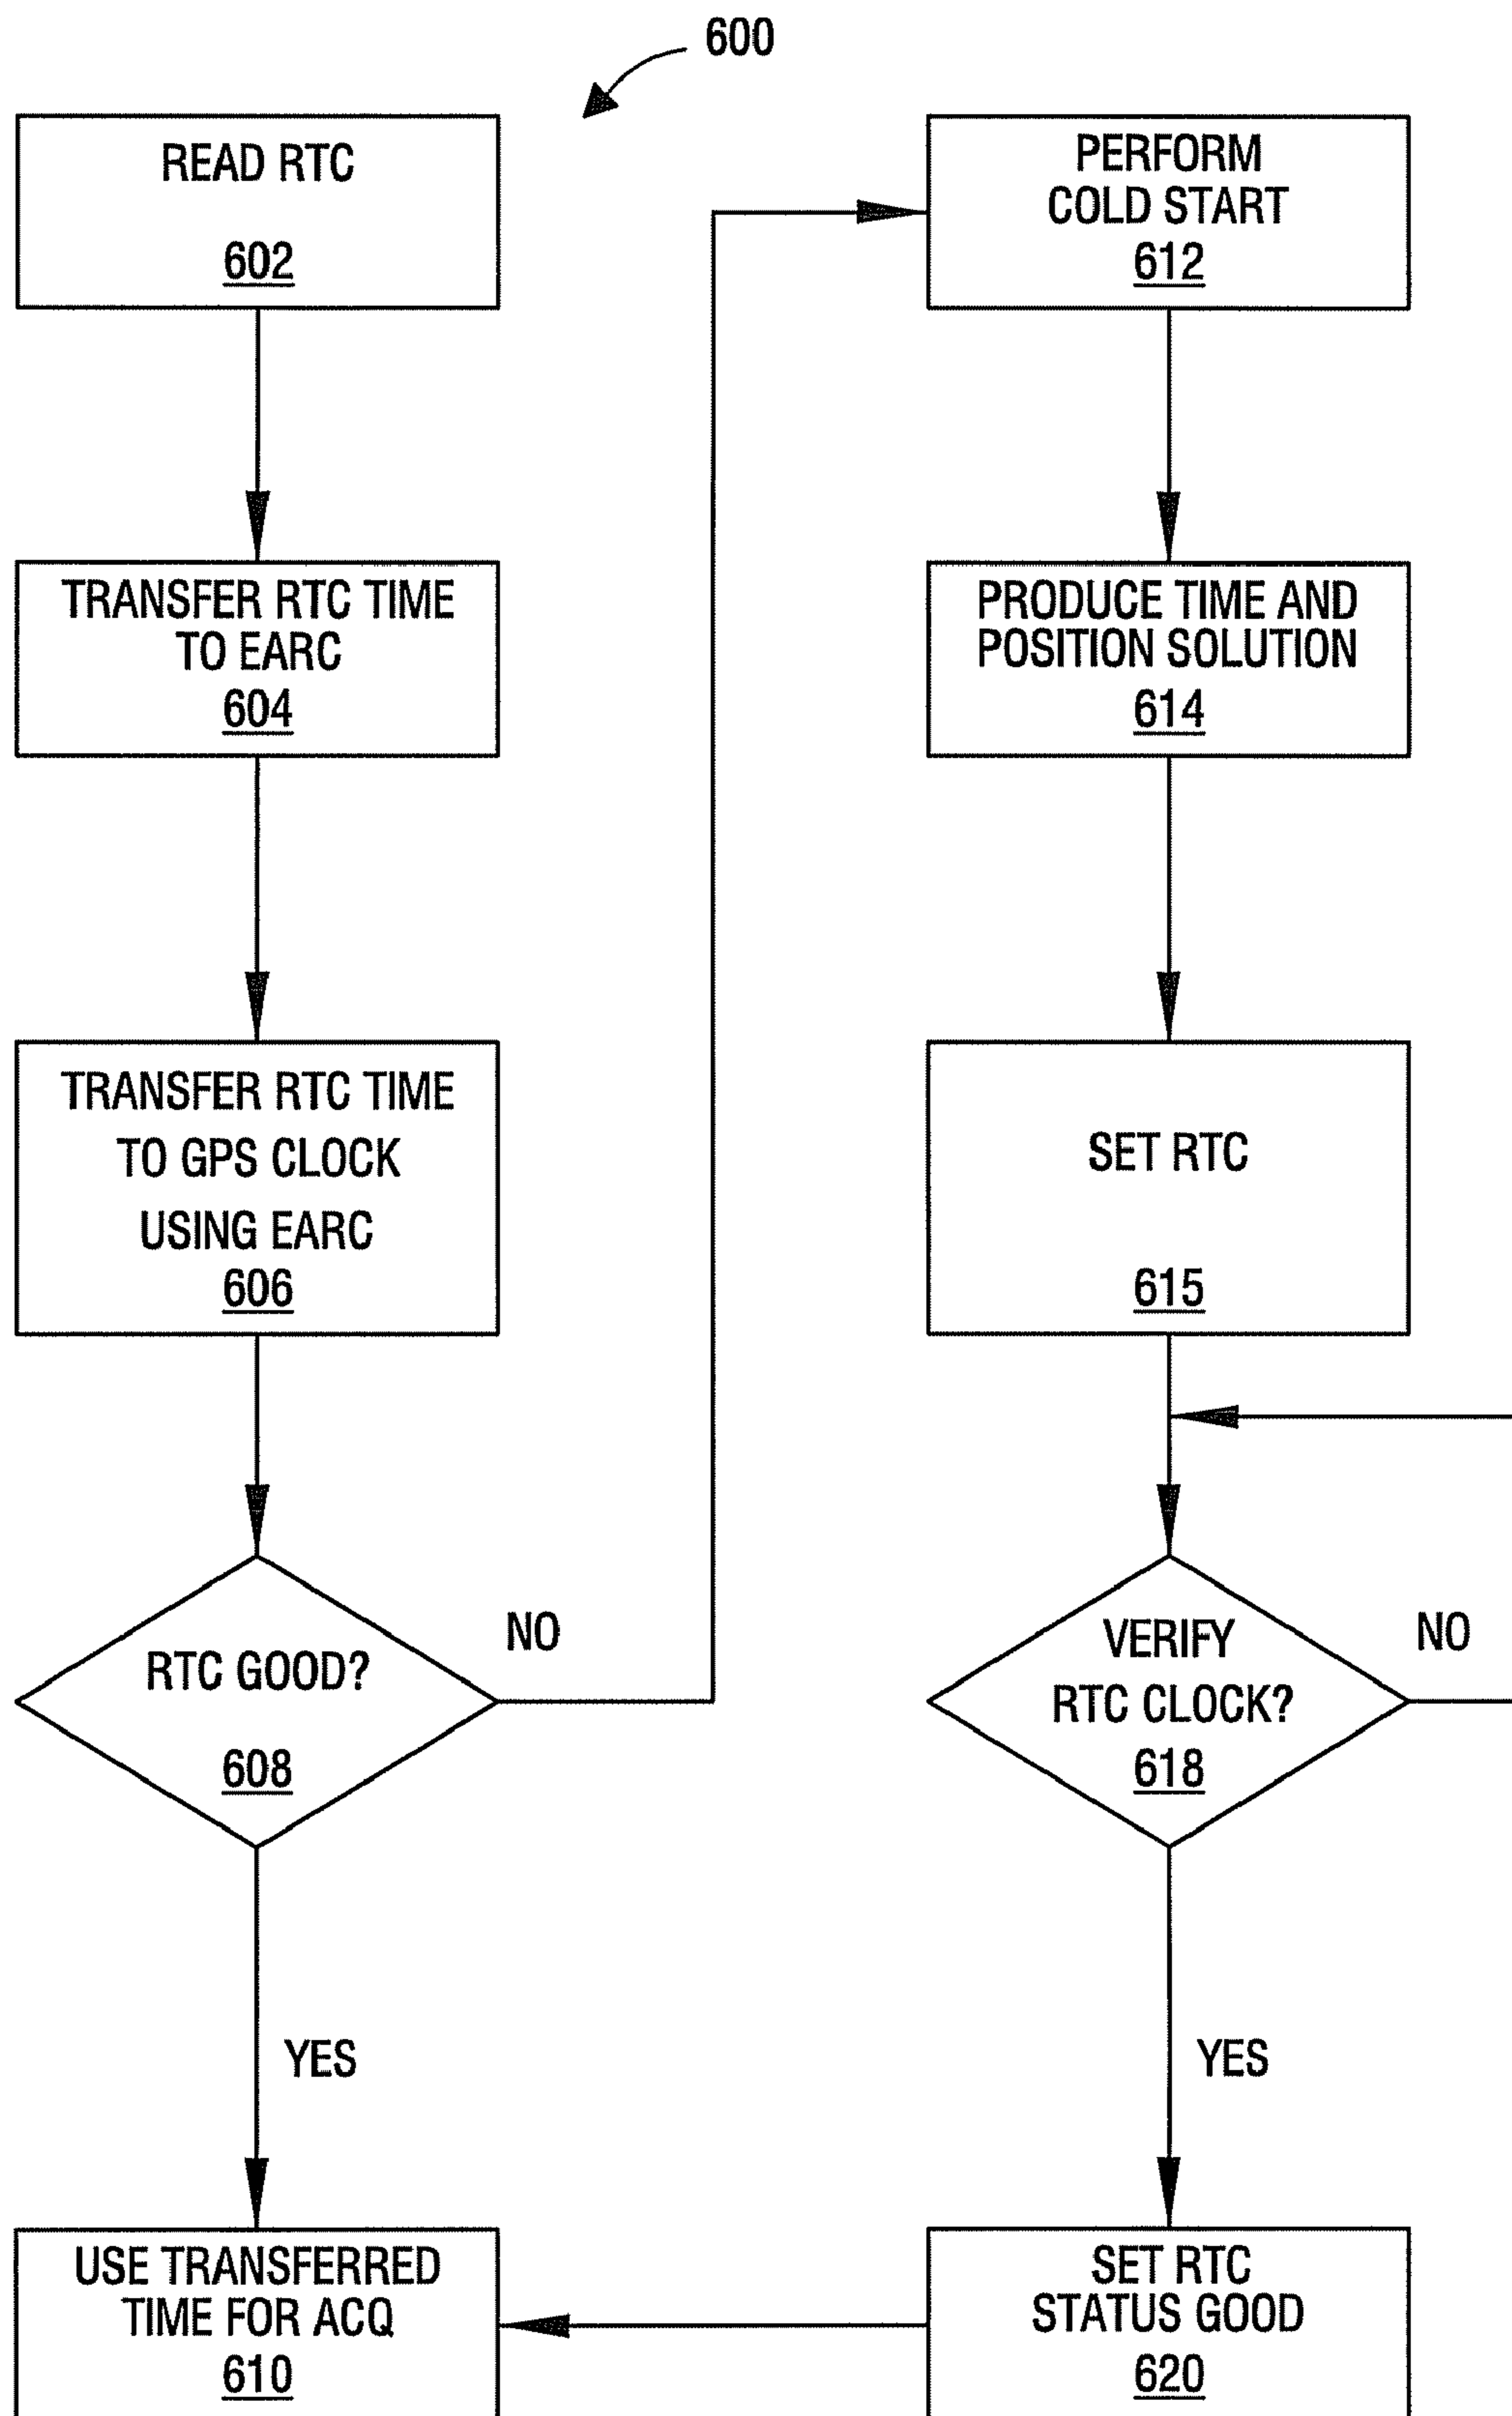 600
READ RTC
602
TRANSFER RTC TIME
TO EARC
604
TRANSFER RTC TIME
TO GPS CLOCK
USING EARC
606
RTC GOOD?
608
NO
YES
USE TRANSFERRED
TIME FOR ACQ
610
PERFORM
COLD START
612
PRODUCE TIME AND
POSITION SOLUTION
614
SET RTC
615
VERIFY
RTC CLOCK?
618
NO
YES
SET RTC
STATUS GOOD
620